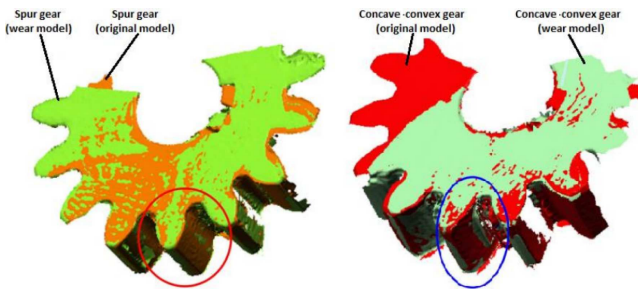 Spur gear
(wear model)
Spur gear
(original model)
Concave -convex gear
(original model)
Concave -convex gear
(wear model)